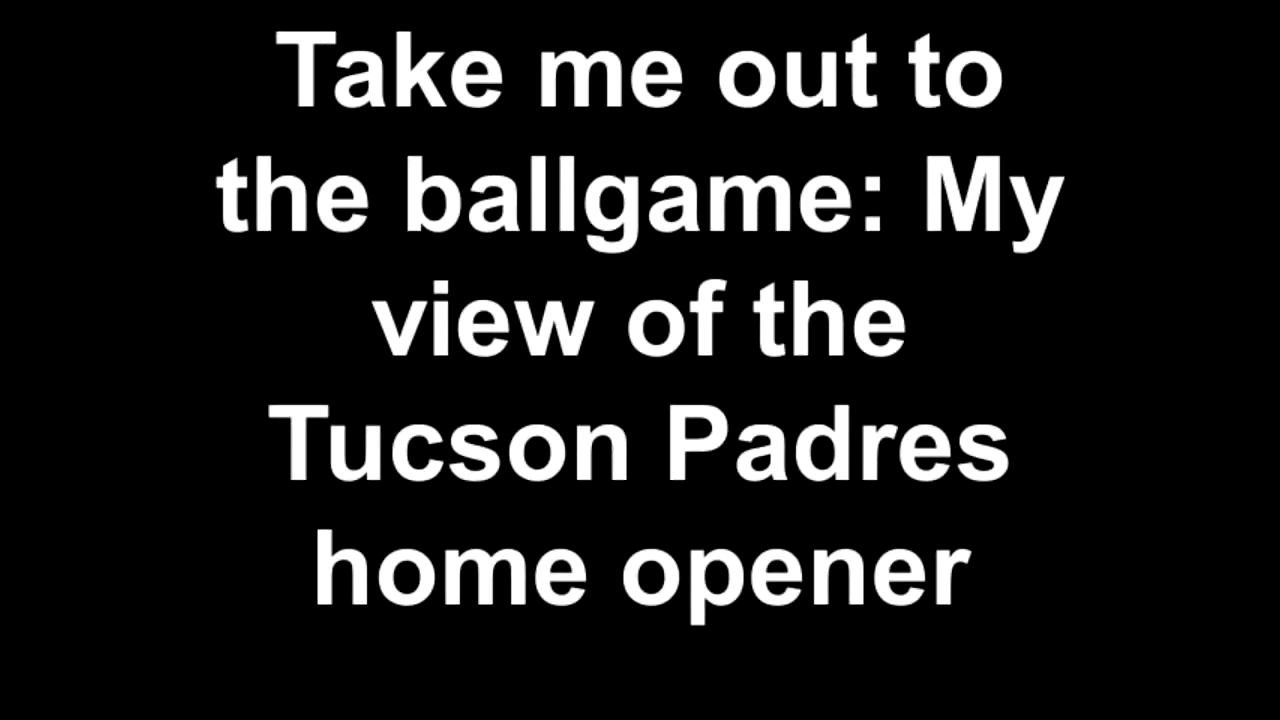 Take me out to
the ballgame: My
view of the
Tucson Padres
home opener